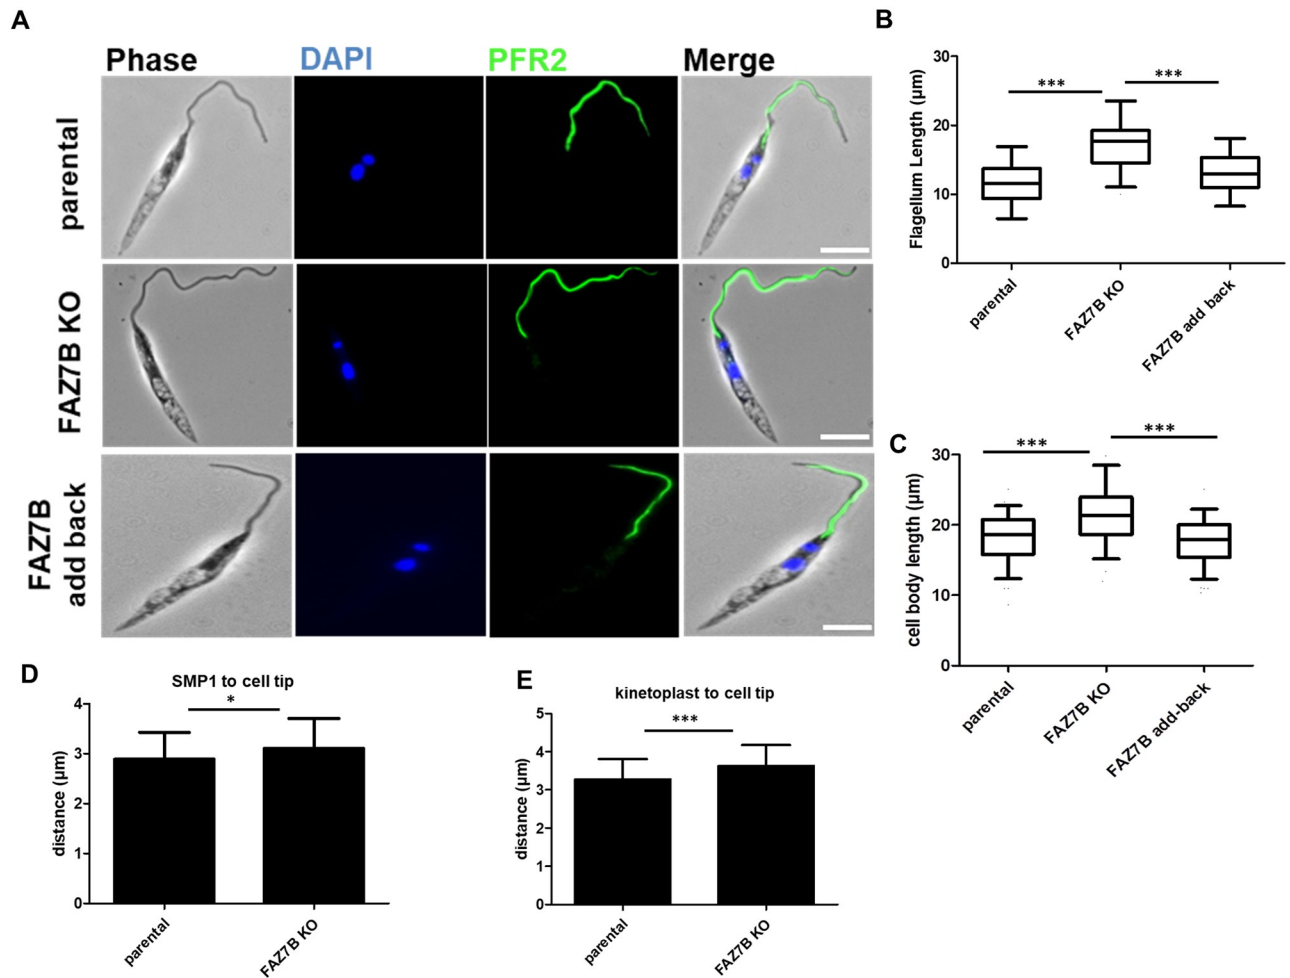 A
Phase DAPI PFR2 Merge
parental
FAZ7B KO
FAZ7B
add back
B
Flagellum Length (μm)
30
20
10
0
*** ***
parental
FAZ7B KO
FAZ7B add back
C
cell body length (μm)
30
20
10
0
*** ***
parental
FAZ7B KO
FAZ7B add-back
D
SMP1 to cell tip
*
distance (μm)
4
3
2
1
0
parental
FAZ7B KO
E
kinetoplast to cell tip
***
distance (μm)
5
4
3
2
1
0
parental
FAZ7B KO